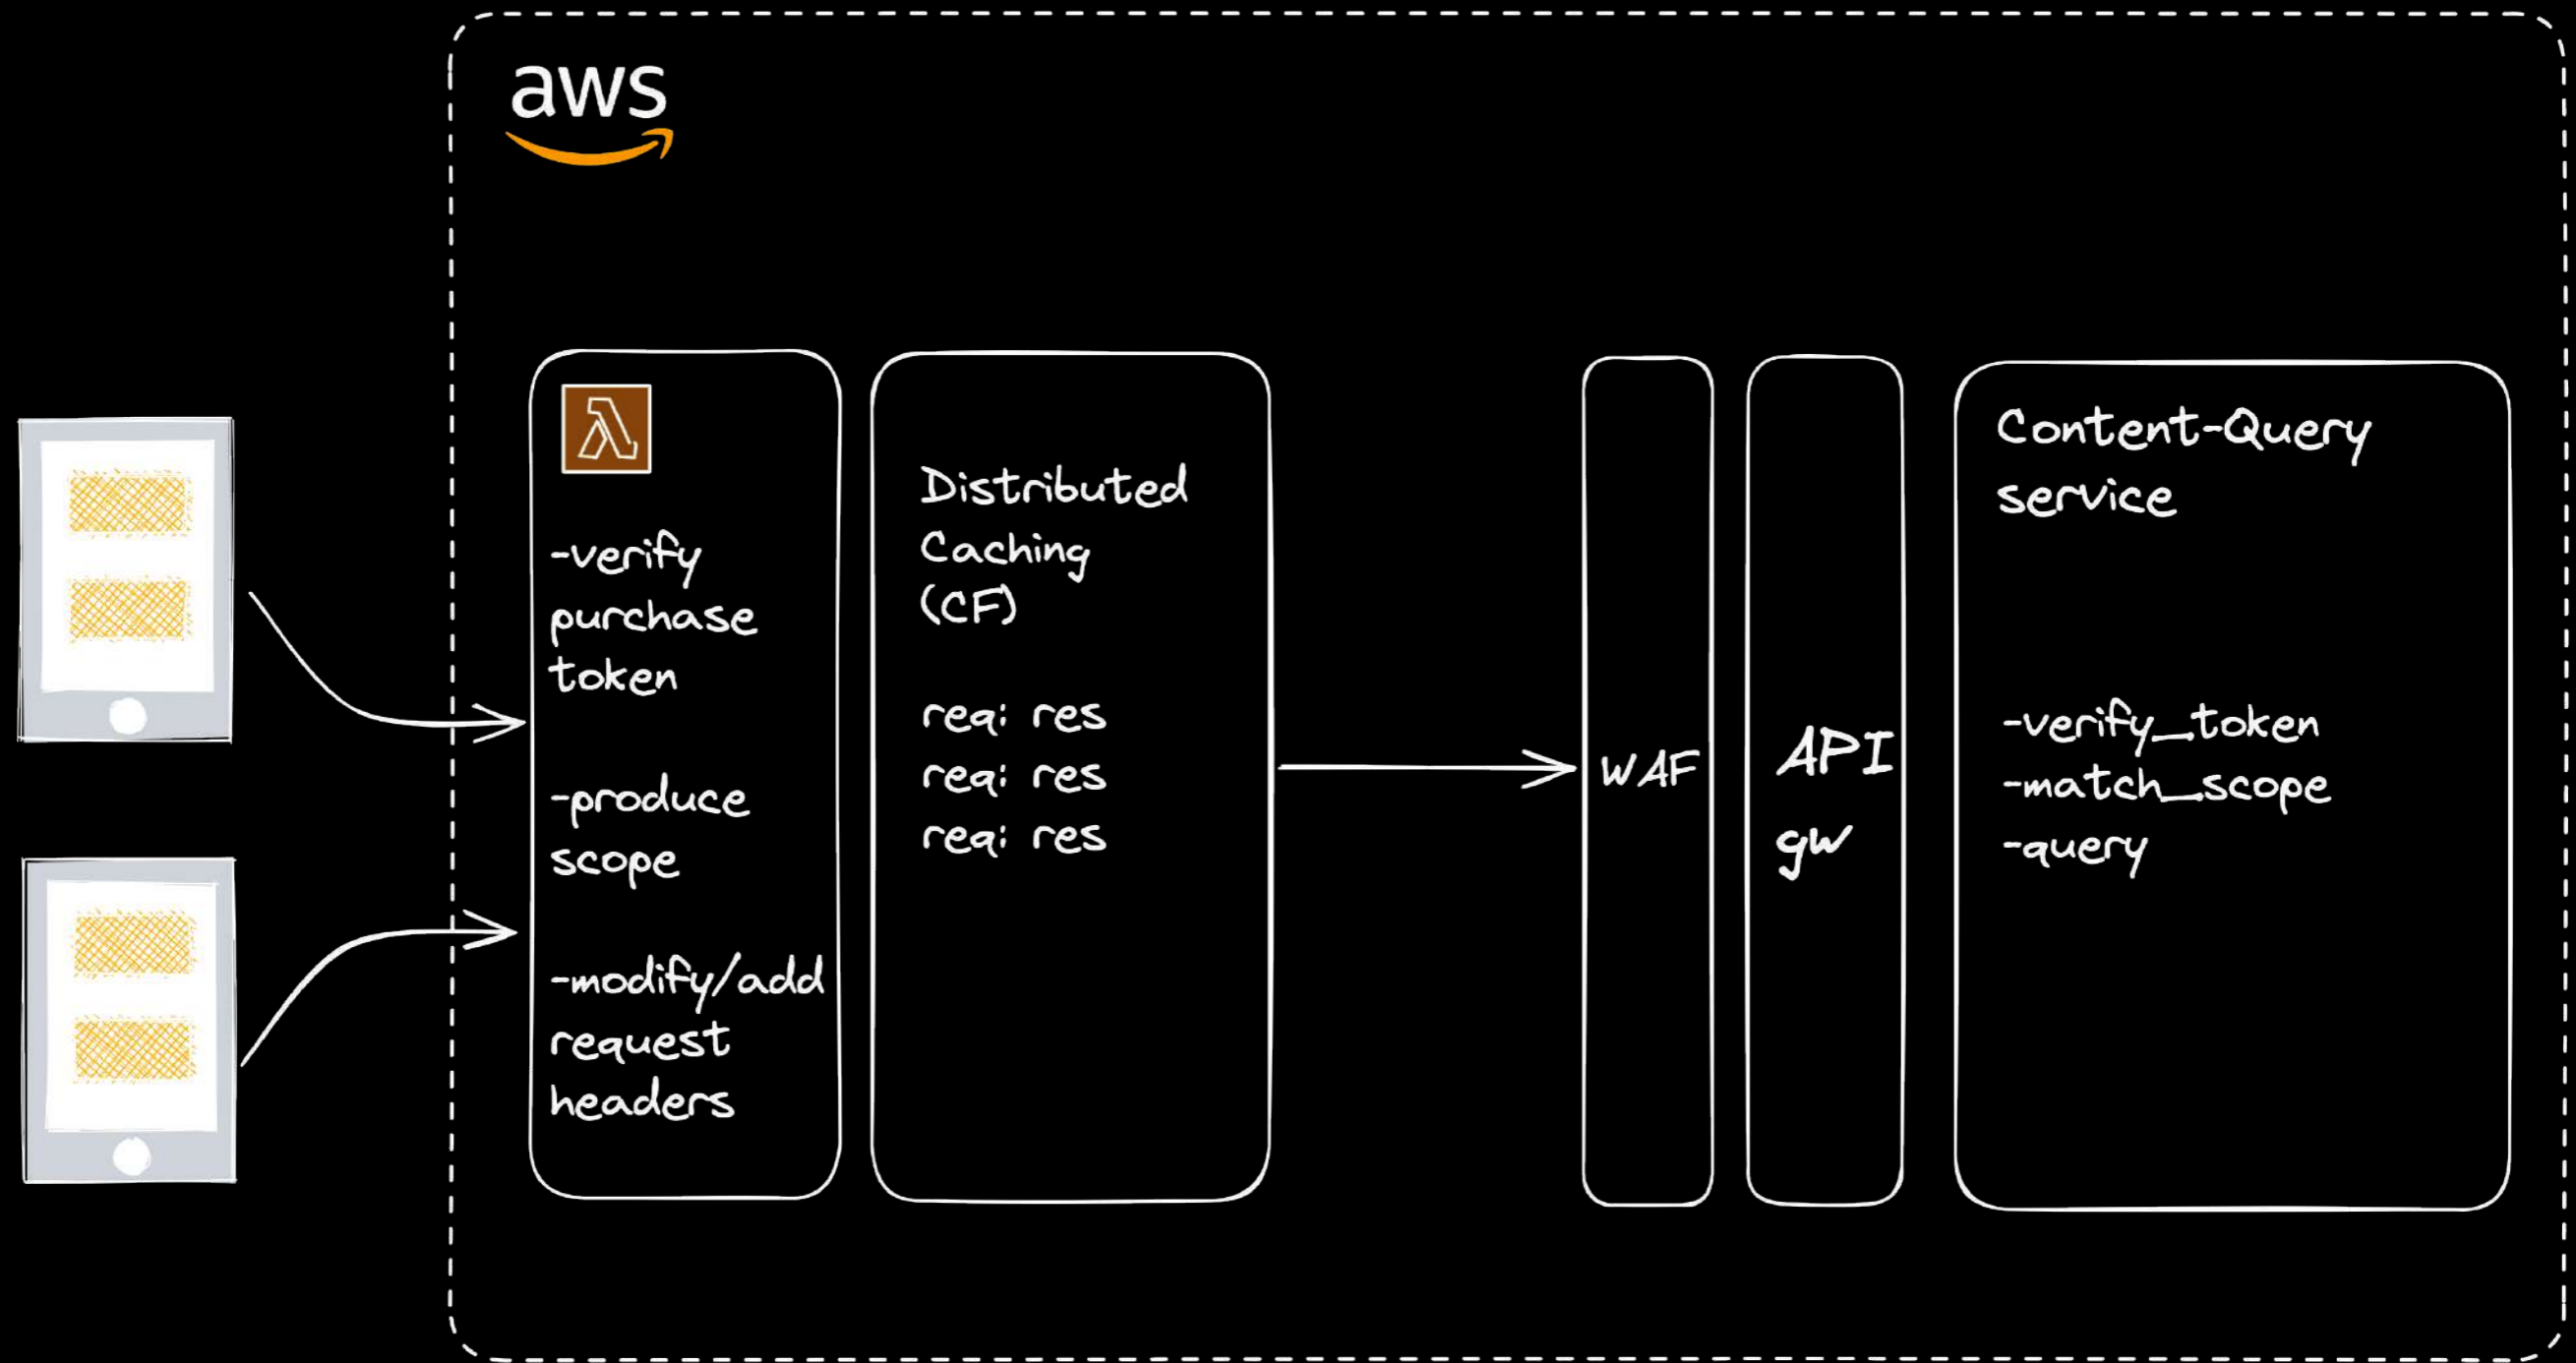 aws
-verify
purchase
token
-produce
scope
-modify/add
request
headers
Distributed
Caching
(CF)
req: res
req: res
req: res
WAF
API
gw
Content-Query
service
-verify_token
-match_scope
-query